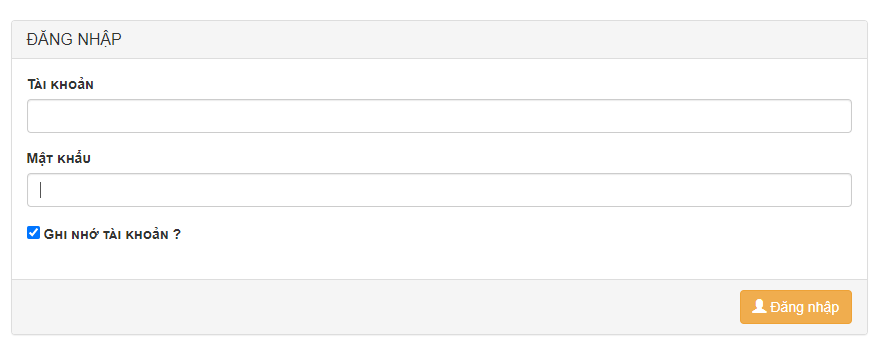 ĐĂNG NHẬP
Tài khoản
Mật khẩu
Ghi nhớ tài khoản ?
Đăng nhập